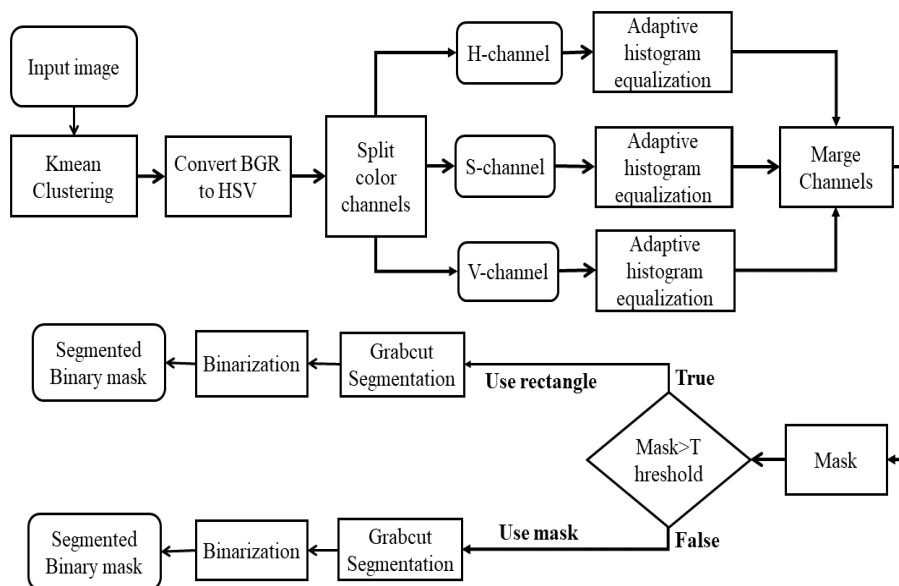 Input image
Kmean
Clustering
Convert BGR
to HSV
Split
color
channels
H-channel
Adaptive
histogram
equalization
S-channel
Adaptive
histogram
equalization
V-channel
Adaptive
histogram
equalization
Marge
Channels
Mask
Mask>T
hreshold
True
Use rectangle
Grabcut
Segmentation
Binarization
Segmented
Binary mask
False
Use mask
Grabcut
Segmentation
Binarization
Segmented
Binary mask